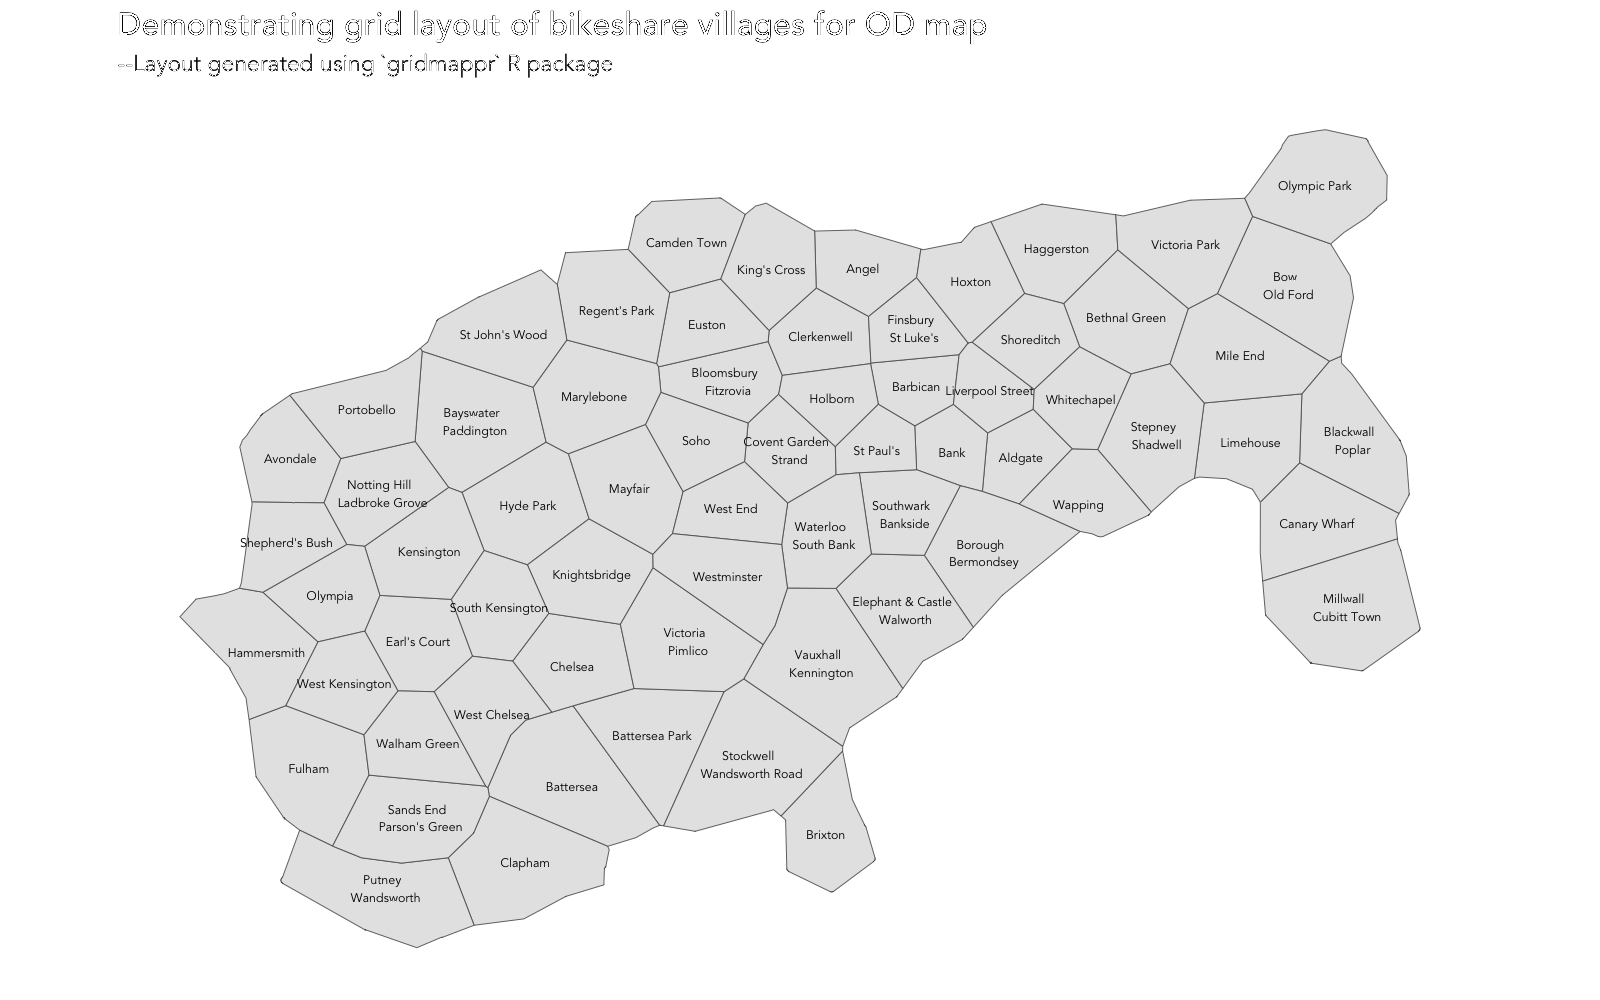 Demonstrating grid layout of bikeshare villages for OD map
--Layout generated using `gridmappr` R package
Olympic Park
Camden Town
King's Cross
Angel
Hoxton
Haggerston
Victoria Park
Bow
Old Ford
St John's Wood
Regent's Park
Euston
Clerkenwell
Finsbury
St Luke's
Shoreditch
Bethnal Green
Mile End
Portobello
Bayswater
Paddington
Marylebone
Bloomsbury
Fitzrovia
Holborn
Barbican
Liverpool Street
Whitechapel
Stepney
Shadwell
Limehouse
Blackwall
Poplar
Avondale
Notting Hill
Ladbroke Grove
Hyde Park
Mayfair
Soho
Covent Garden
Strand
St Paul's
Bank
Aldgate
Wapping
Canary Wharf
Shepherd's Bush
Kensington
Knightsbridge
West End
Waterloo
South Bank
Southwark
Bankside
Borough
Bermondsey
Olympia
South Kensington
Westminster
Elephant & Castle
Walworth
Millwall
Cubitt Town
Hammersmith
West Kensington
Earl's Court
Chelsea
Victoria
Pimlico
Vauxhall
Kennington
Fulham
Walham Green
West Chelsea
Battersea Park
Stockwell
Wandsworth Road
Sands End
Parson's Green
Battersea
Brixton
Putney
Wandsworth
Clapham